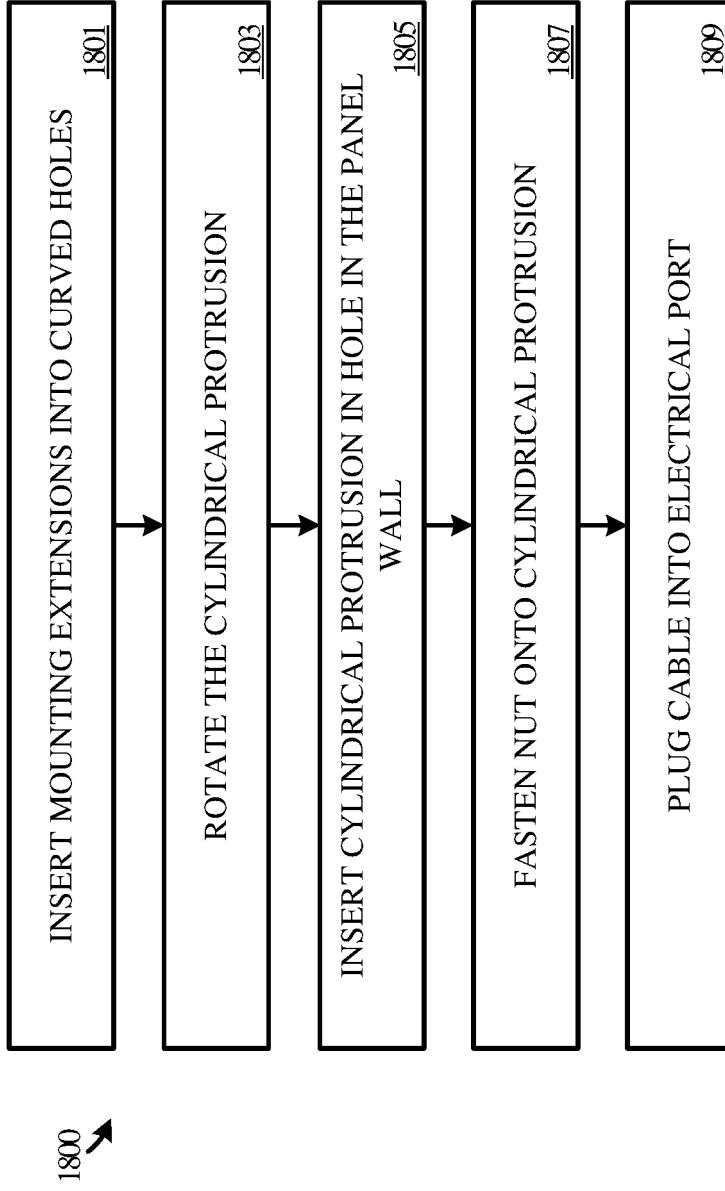 1800
INSERT MOUNTING EXTENSIONS INTO CURVED HOLES
1801
ROTATE THE CYLINDRICAL PROTRUSION
1803
INSERT CYLINDRICAL PROTRUSION IN HOLE IN THE PANEL
WALL
1805
FASTEN NUT ONTO CYLINDRICAL PROTRUSION
1807
PLUG CABLE INTO ELECTRICAL PORT
1809